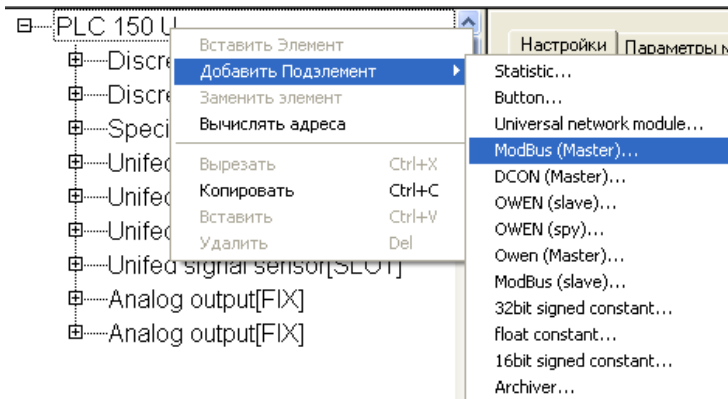 PLC 150 U
Discre
Discre
Speci
Unifed
Unifed
Unifed
Unifed signal sensor[SLOT]
Analog output[FIX]
Analog output[FIX]
Вставить Элемент
Добавить Подэлемент
Заменить элемент
Вычислять адреса
Вырезать Ctrl+X
Копировать Ctrl+C
Вставить Ctrl+V
Удалить Del
Настройки Параметры м
Statistic...
Button...
Universal network module...
ModBus (Master)...
DCON (Master)...
OWEN (slave)...
OWEN (spy)...
Owen (Master)...
ModBus (slave)...
32bit signed constant...
float constant...
16bit signed constant...
Archiver...